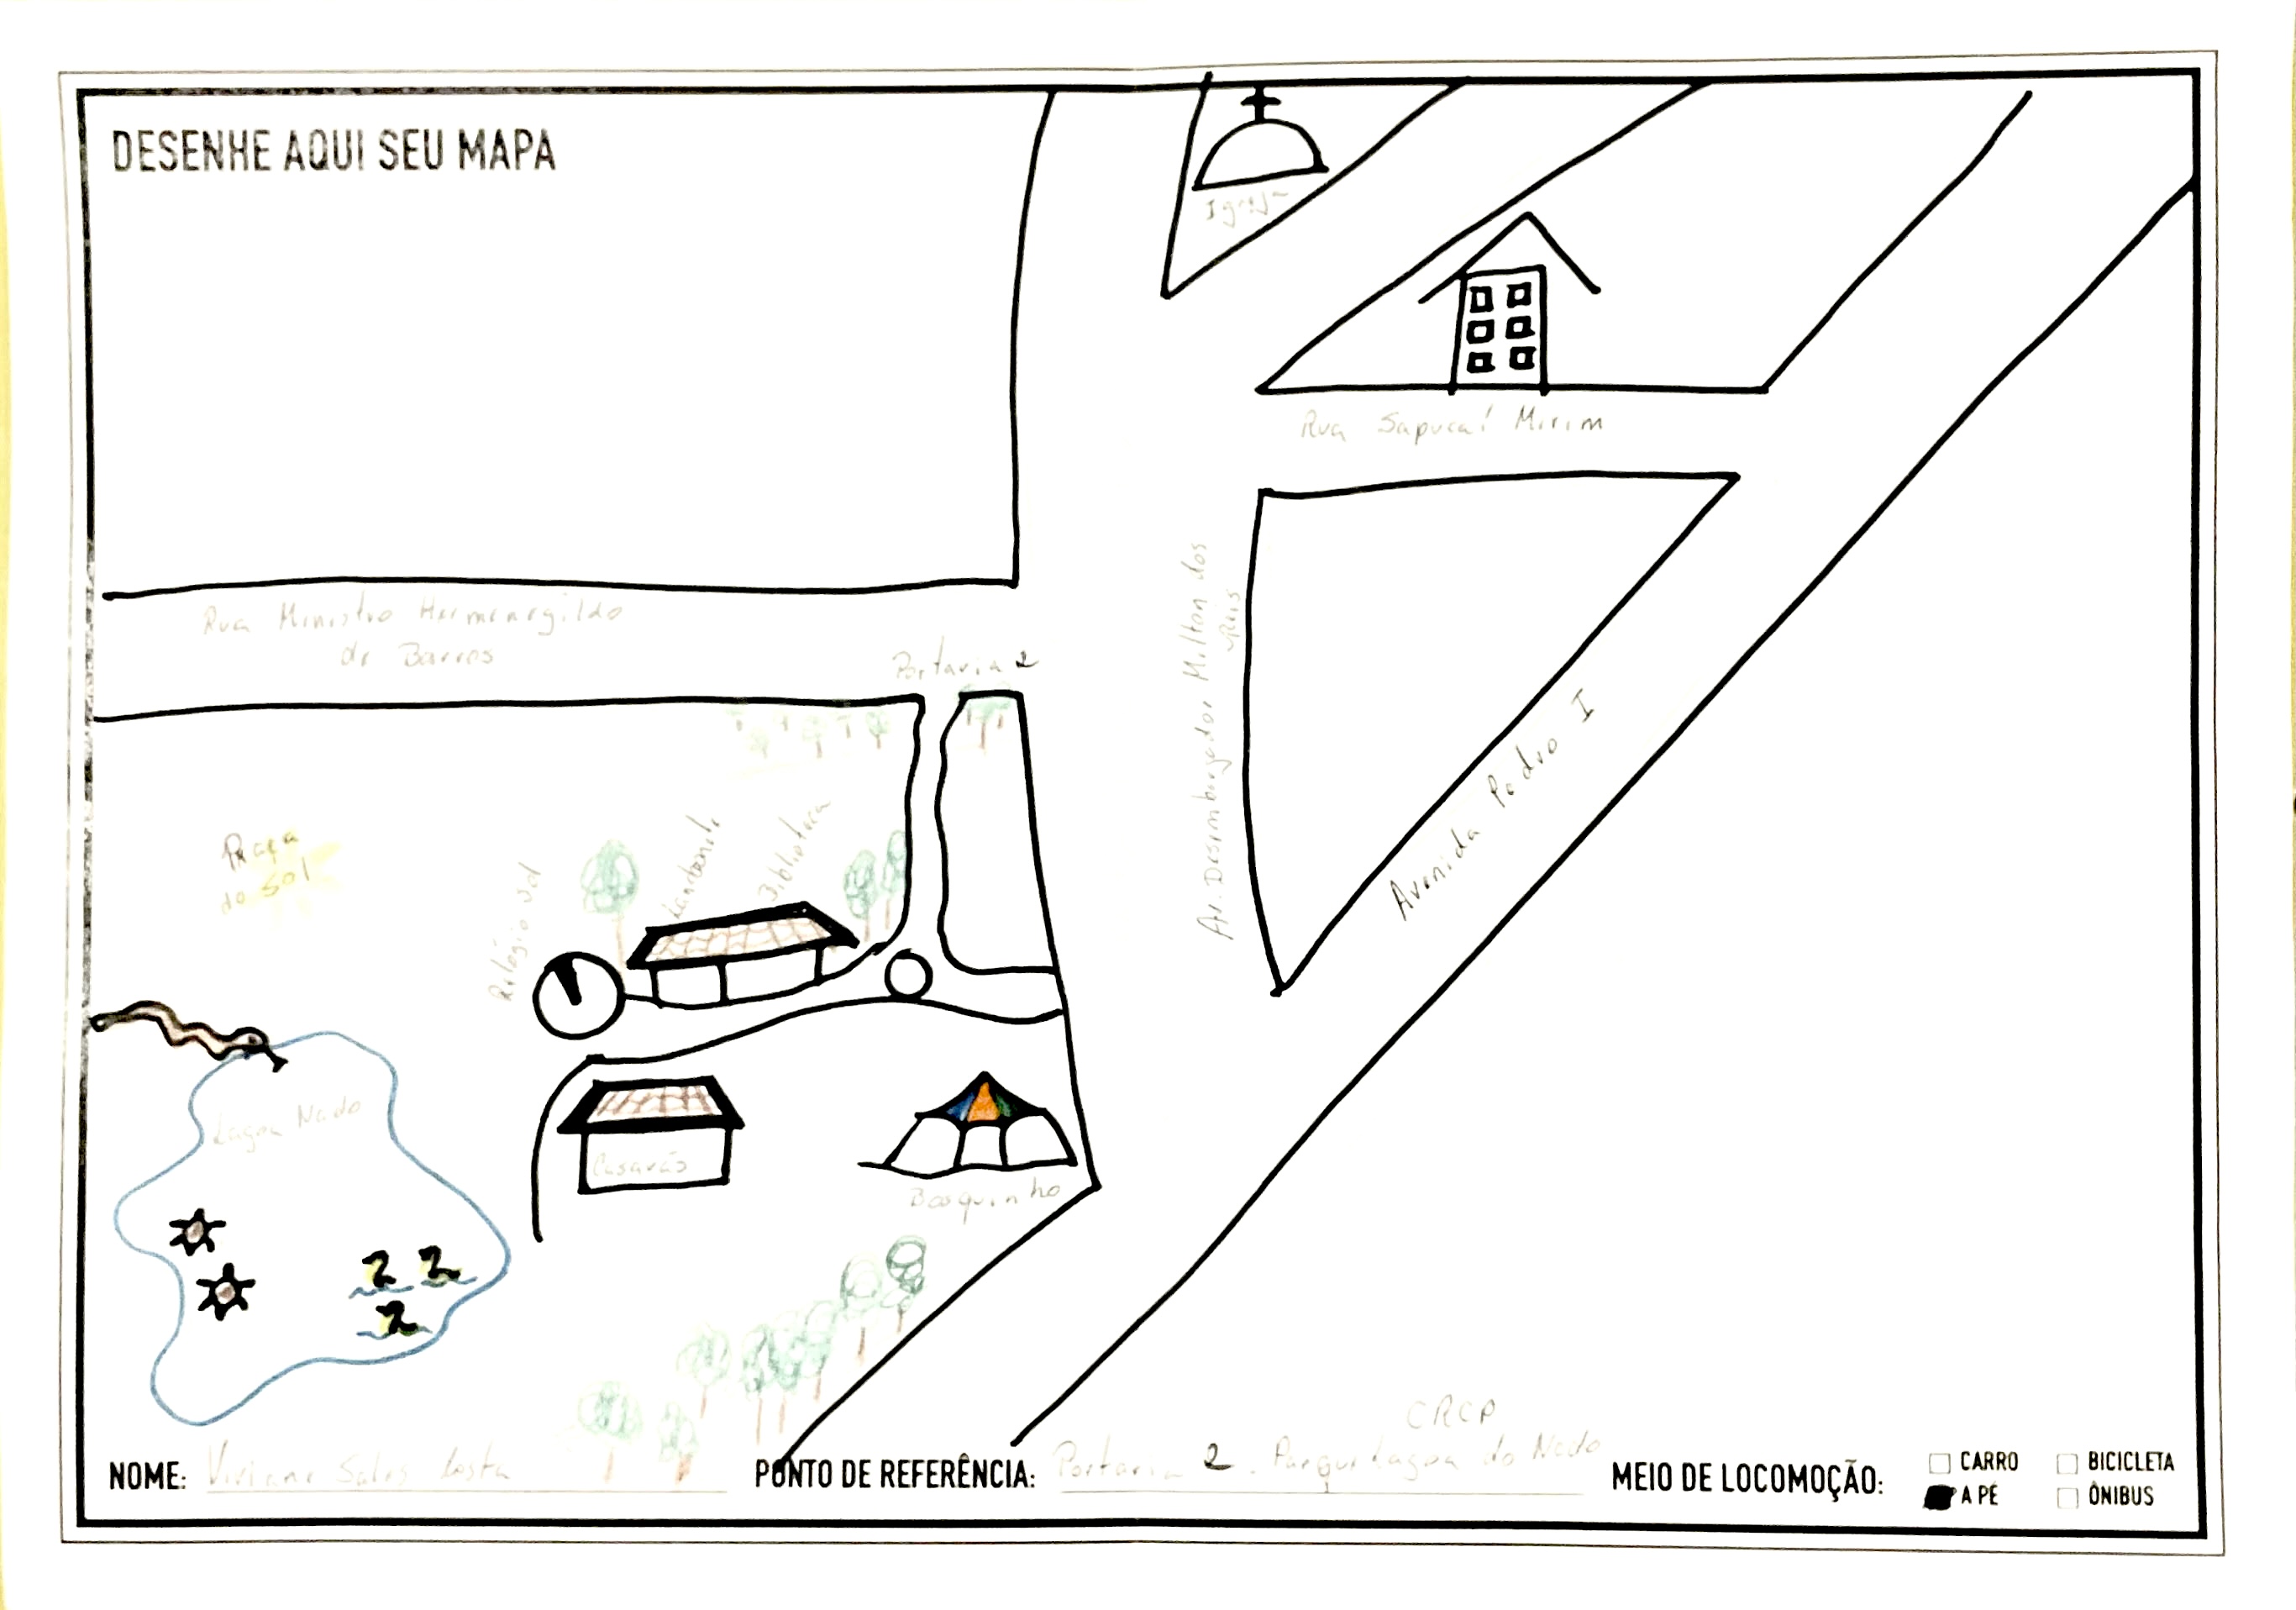 DESENHE AQUI SEU MAPA
Igreja
Rua Sapucaí Mirim
Rua Ministro Hermenegildo
de Barros
Portaria 2
Av. Desembargador Milton dos
Reis
Avenida Pedro I
Praça
do Sol
Relógio Sol
Lanchonete
Biblioteca
Lagoa Nado
Casarão
Bosquinho
CRCP
NOME: Viviane Sales Costa
PONTO DE REFERÊNCIA: Portaria 2. Parque Lagoa do Nado
MEIO DE LOCOMOÇÃO:
CARRO
BICICLETA
A PÉ
ÔNIBUS